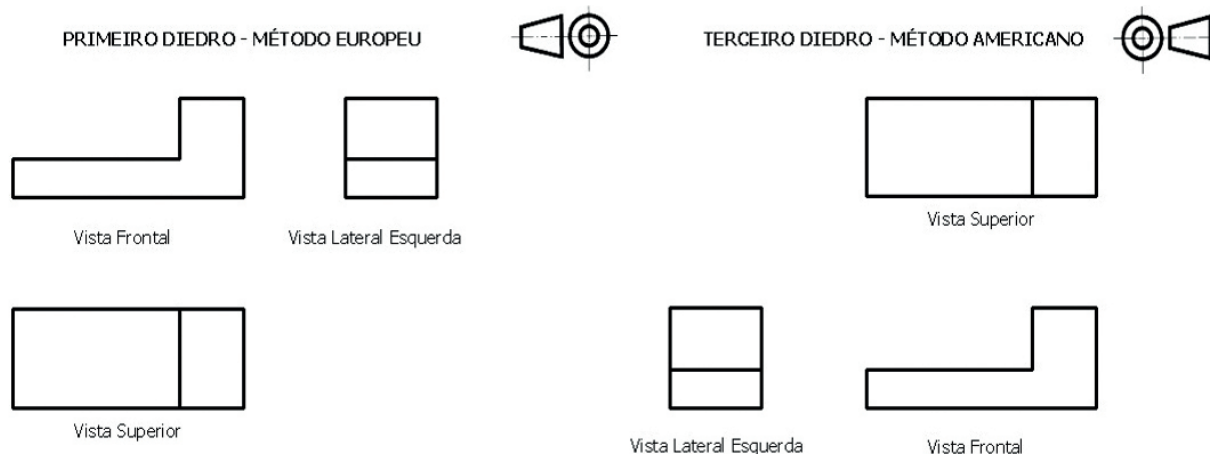 PRIMEIRO DIEDRO - MÉTODO EUROPEU
TERCEIRO DIEDRO - MÉTODO AMERICANO
Vista Frontal
Vista Lateral Esquerda
Vista Superior
Vista Superior
Vista Lateral Esquerda
Vista Frontal